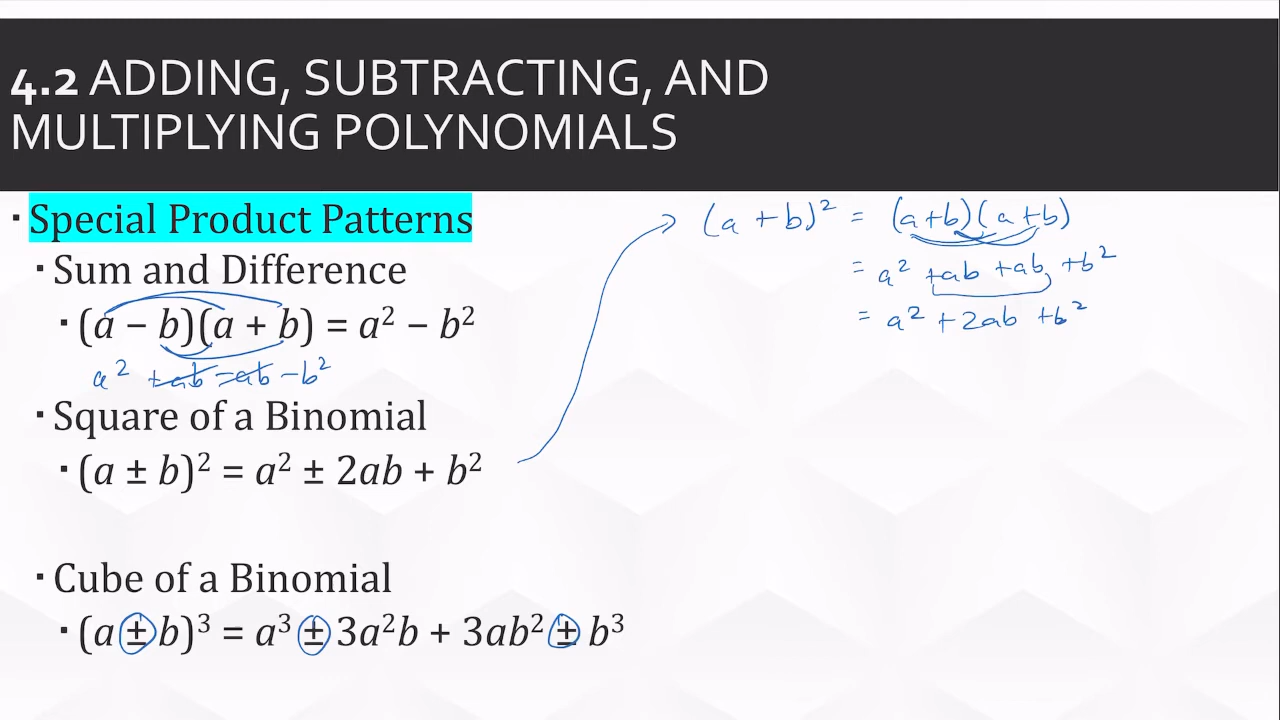 4.2 ADDING, SUBTRACTING, AND
MULTIPLYING POLYNOMIALS
▪ Special Product Patterns
▪ Sum and Difference
▪ (a − b)(a + b) = a² − b²
a² +ab −ab −b²
▪ Square of a Binomial
▪ (a ± b)² = a² ± 2ab + b²
▪ Cube of a Binomial
▪ (a ± b)³ = a³ ± 3a²b + 3ab² ± b³
(a + b)² = (a+b)(a+b)
= a² +ab +ab +b²
= a² +2ab +b²